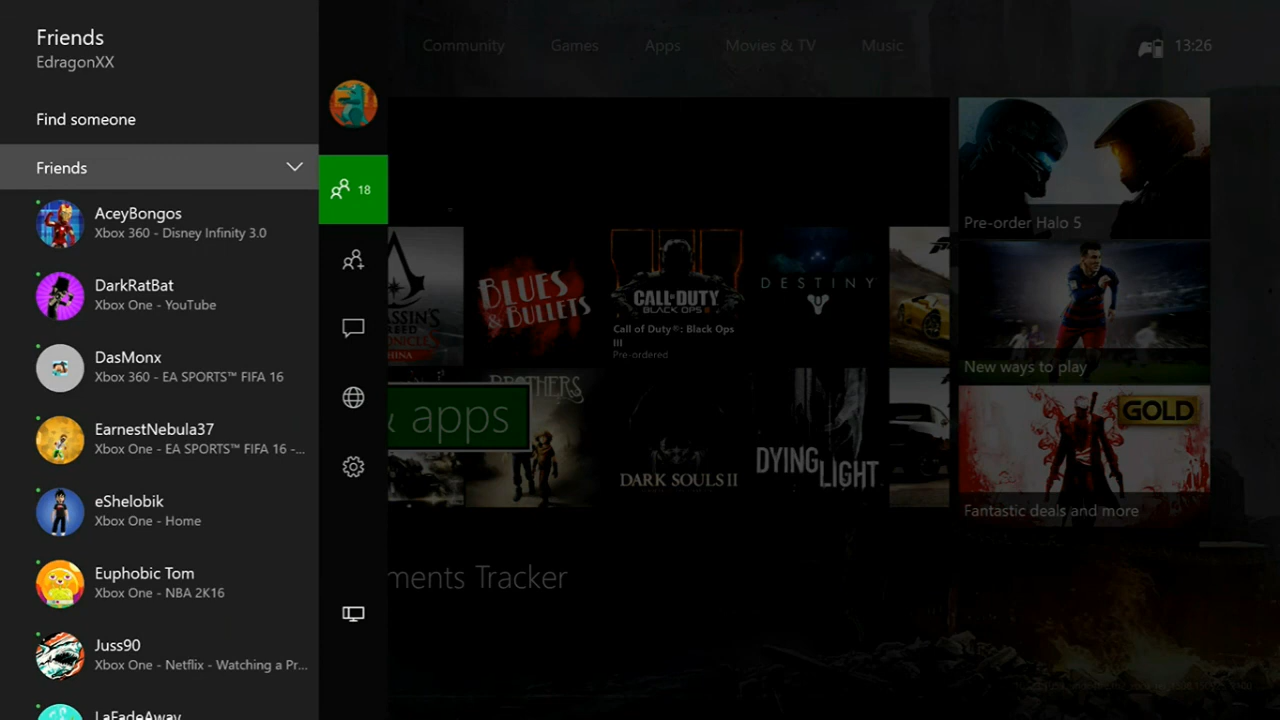 Friends
EdragonXX
Find someone
Friends
AceyBongos
Xbox 360 - Disney Infinity 3.0
DarkRatBat
Xbox One - YouTube
DasMonx
Xbox 360 - EA SPORTS™ FIFA 16
EarnestNebula37
Xbox One - EA SPORTS™ FIFA 16 -...
eShelobik
Xbox One - Home
Euphobic Tom
Xbox One - NBA 2K16
Juss90
Xbox One - Netflix - Watching a Pr...
LaFadeAway
18
Community
Games
Apps
Movies & TV
Music
13:26
CHINA
BLUES
& BULLETS
CALL·DUTY
BLACK OPS III
Call of Duty®: Black Ops
III
Pre-ordered
DESTINY
& apps
BROTHERS
DARK SOULS II
DYING LIGHT
ments Tracker
Pre-order Halo 5
New ways to play
GOLD
Fantastic deals and more